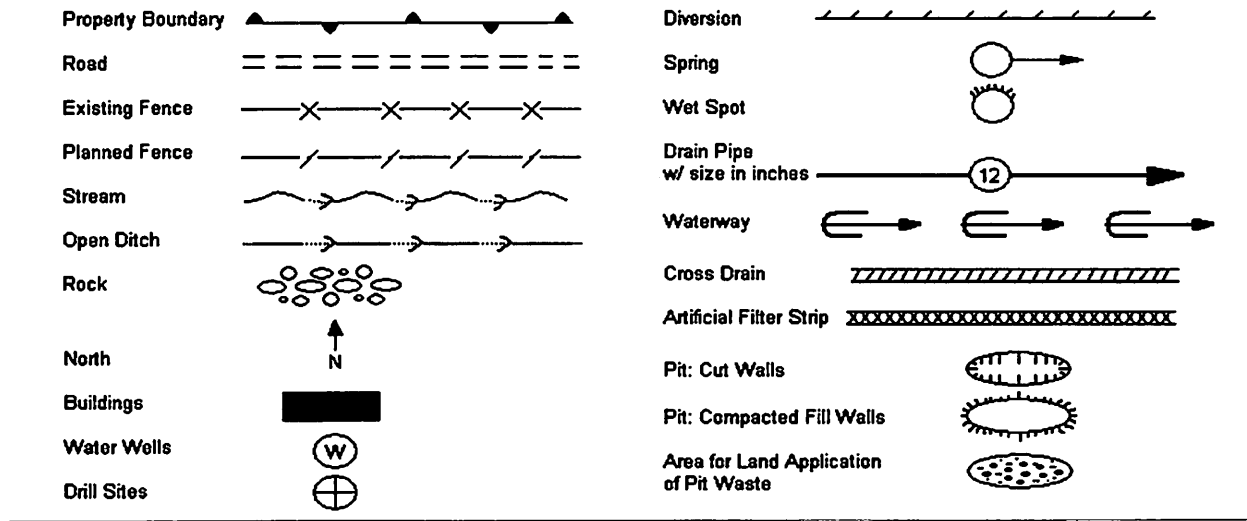 Property Boundary
Road
Existing Fence
Planned Fence
Stream
Open Ditch
Rock
North
N
Buildings
Water Wells
W
Drill Sites
Diversion
Spring
Wet Spot
Drain Pipe
w/ size in inches
12
Waterway
Cross Drain
Artificial Filter Strip
Pit: Cut Walls
Pit: Compacted Fill Walls
Area for Land Application
of Pit Waste